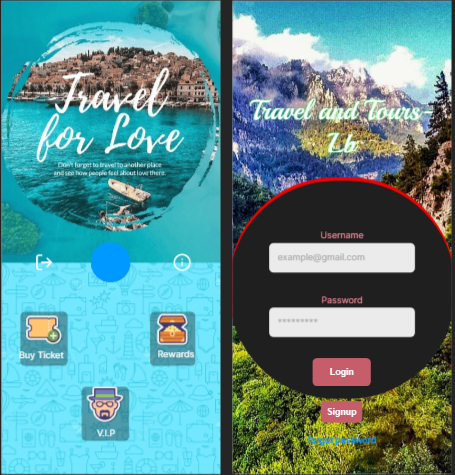 Travel
for Love
Don't forget to travel to another place
and see how people feel about love there.
Buy Ticket
Rewards
V.I.P
Travel and Tours-
Lb
Username
example@gmail.com
Password
*********
Login
Signup
Forgot password